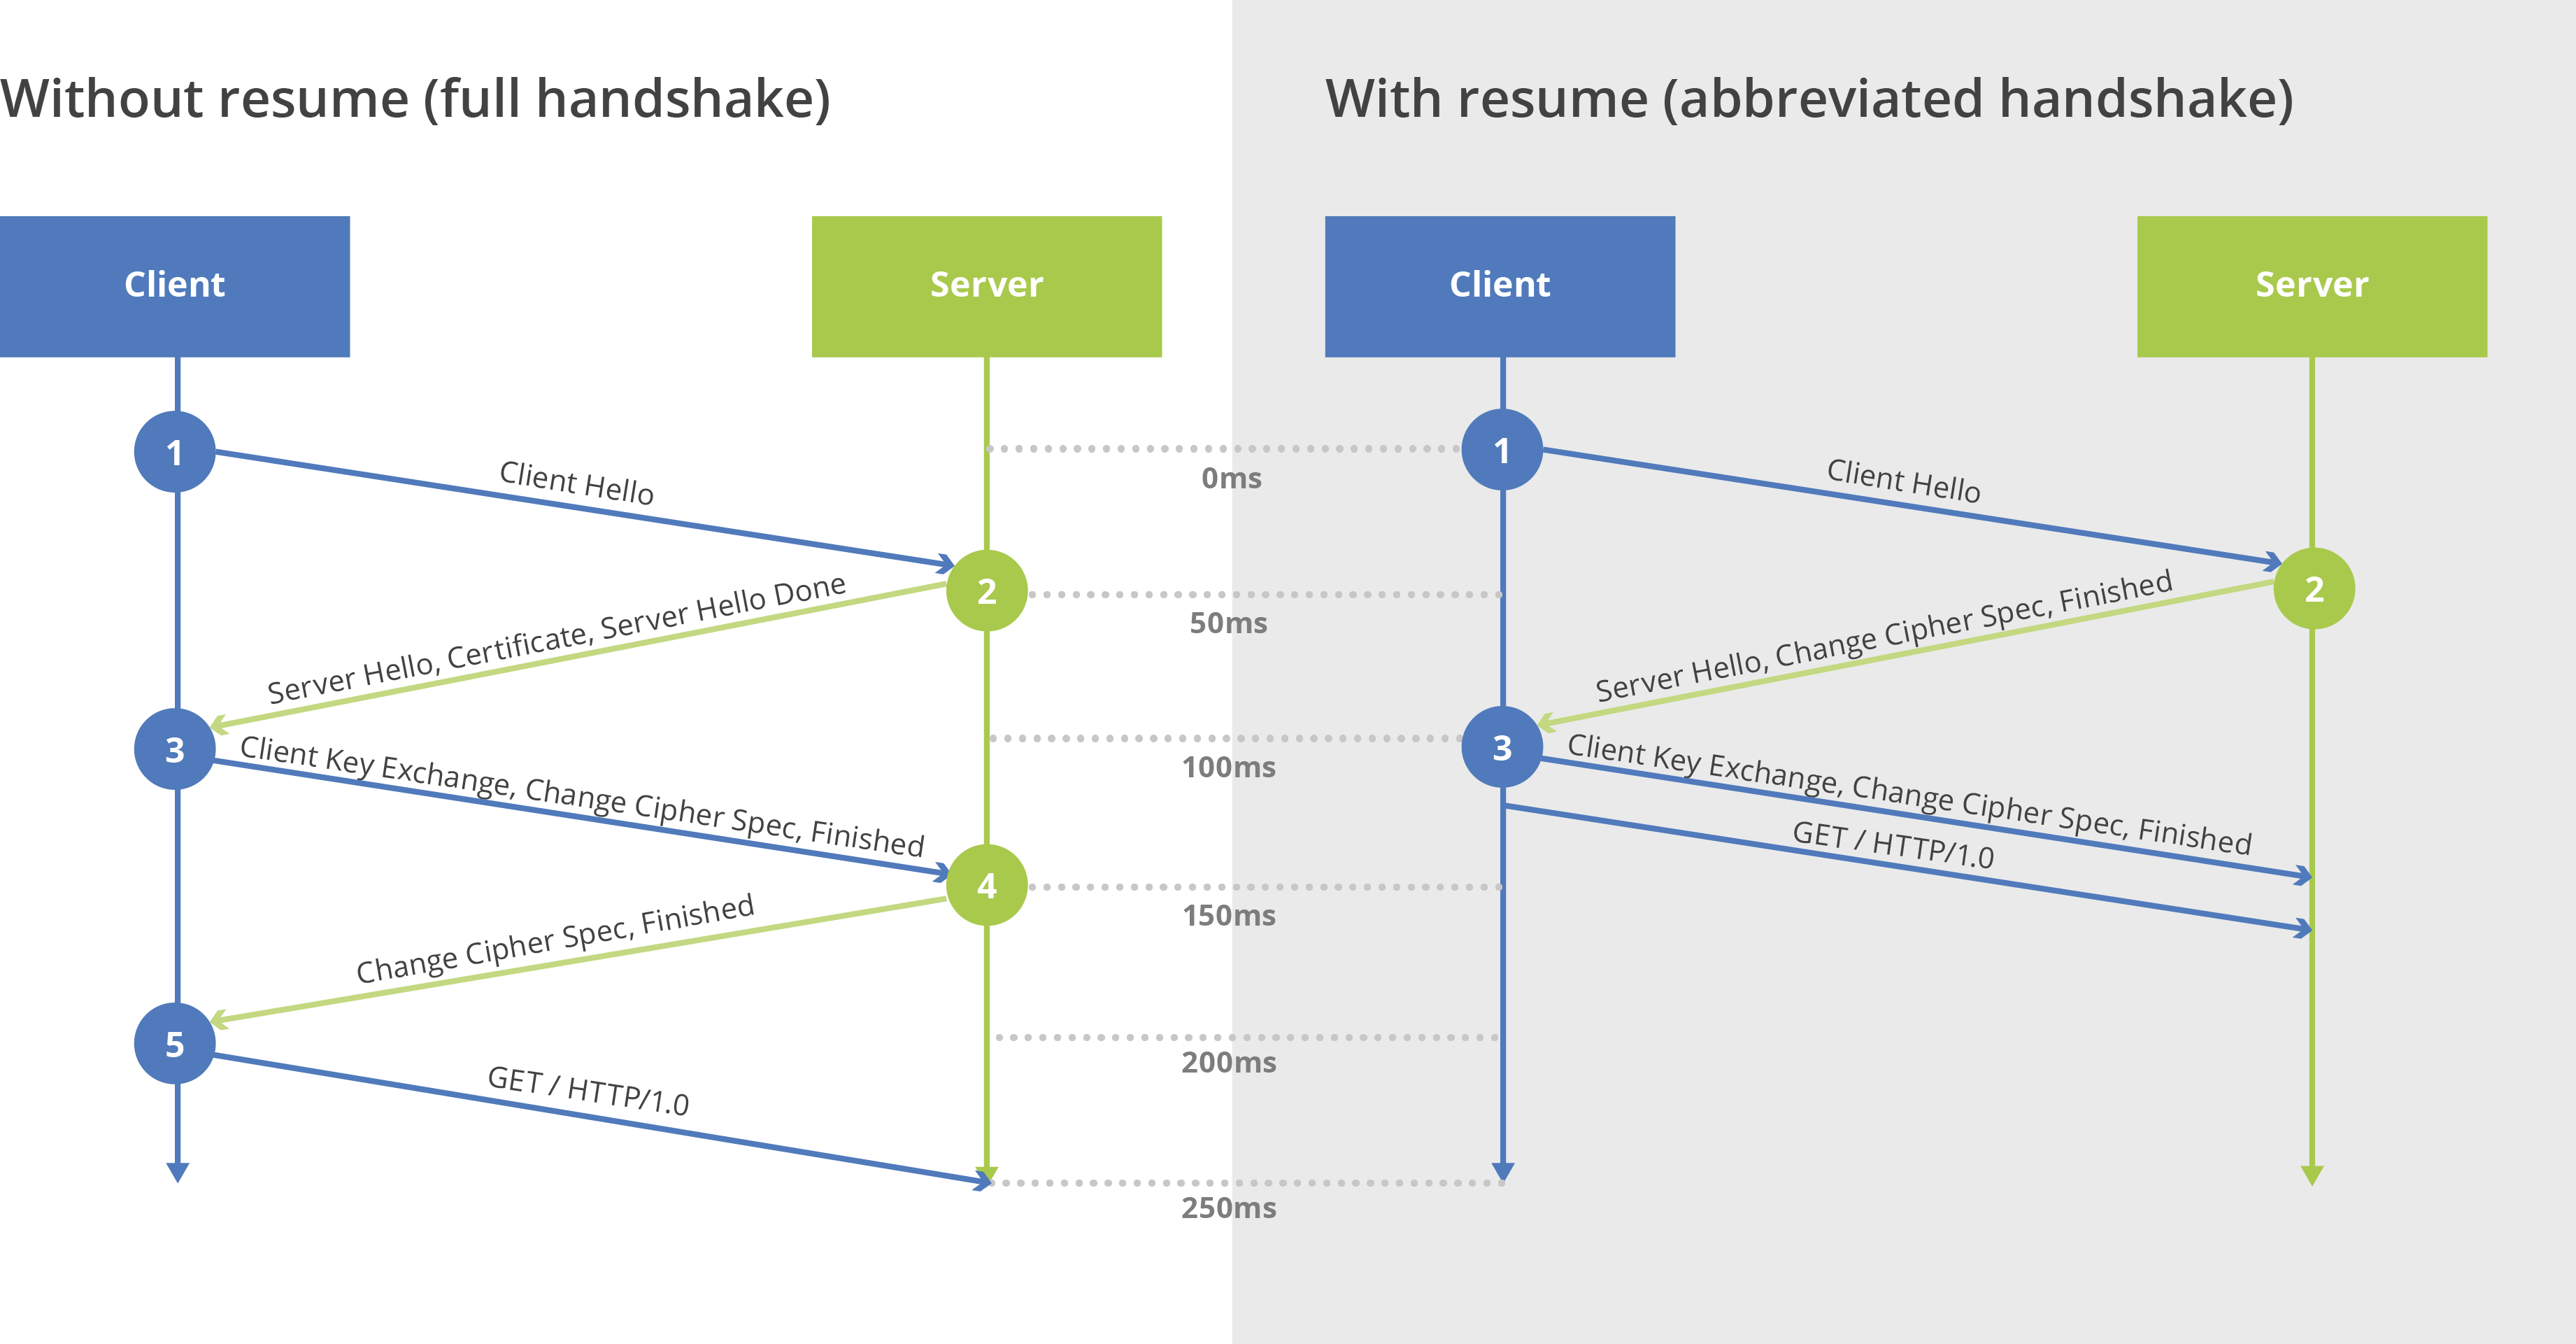 Without resume (full handshake)
Client
Server
1
Client Hello
2
Server Hello, Certificate, Server Hello Done
3
Client Key Exchange, Change Cipher Spec, Finished
4
Change Cipher Spec, Finished
5
GET / HTTP/1.0
0ms
50ms
100ms
150ms
200ms
250ms
With resume (abbreviated handshake)
Client
Server
1
Client Hello
2
Server Hello, Change Cipher Spec, Finished
3
Client Key Exchange, Change Cipher Spec, Finished
GET / HTTP/1.0